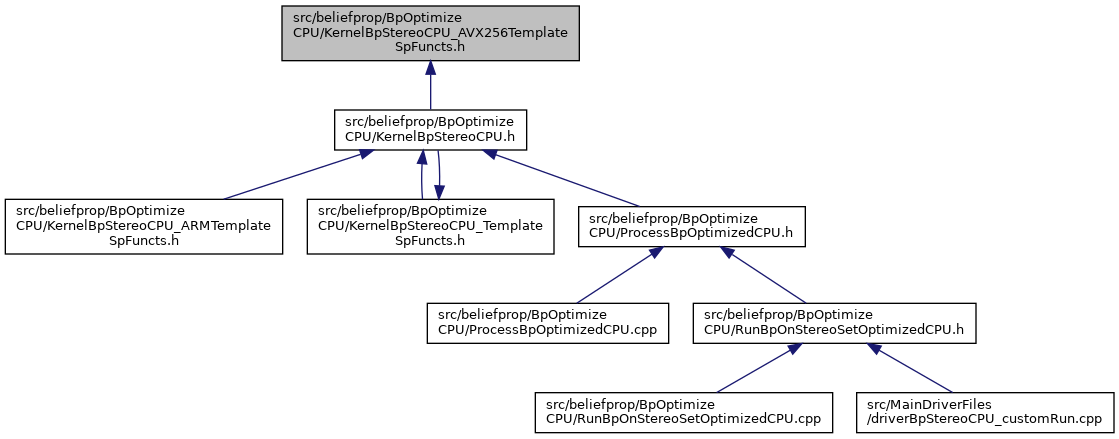 src/beliefprop/BpOptimize
CPU/KernelBpStereoCPU_AVX256Template
SpFuncts.h
src/beliefprop/BpOptimize
CPU/KernelBpStereoCPU.h
src/beliefprop/BpOptimize
CPU/KernelBpStereoCPU_ARMTemplate
SpFuncts.h
src/beliefprop/BpOptimize
CPU/KernelBpStereoCPU_Template
SpFuncts.h
src/beliefprop/BpOptimize
CPU/ProcessBpOptimizedCPU.h
src/beliefprop/BpOptimize
CPU/ProcessBpOptimizedCPU.cpp
src/beliefprop/BpOptimize
CPU/RunBpOnStereoSetOptimizedCPU.h
src/beliefprop/BpOptimize
CPU/RunBpOnStereoSetOptimizedCPU.cpp
src/MainDriverFiles
/driverBpStereoCPU_customRun.cpp